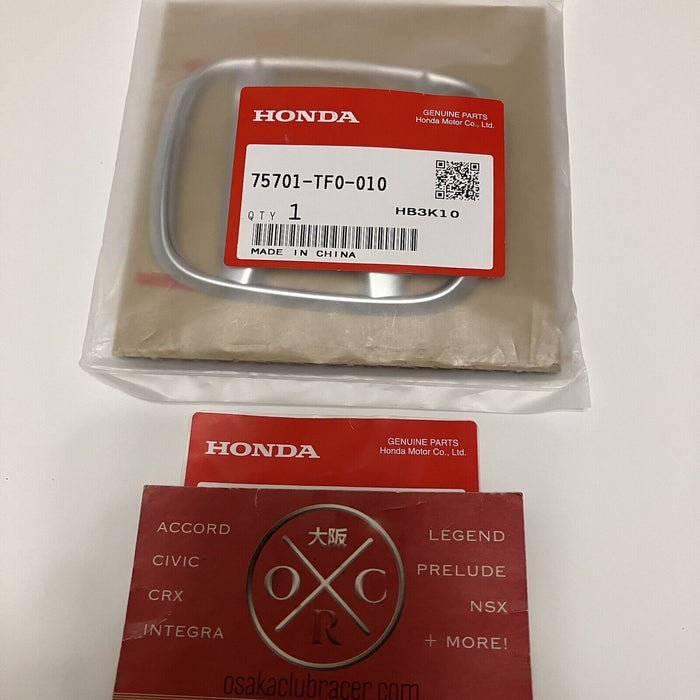 HONDA
GENUINE PARTS
Honda Motor Co., Ltd.
75701-TF0-010
QTY 1
HB3K10
MADE IN CHINA
HONDA
GENUINE PARTS
Honda Motor Co., Ltd.
ACCORD
CIVIC
CRX
INTEGRA
大阪
O C
R
LEGEND
PRELUDE
NSX
+ MORE!
osakaclubracer.com